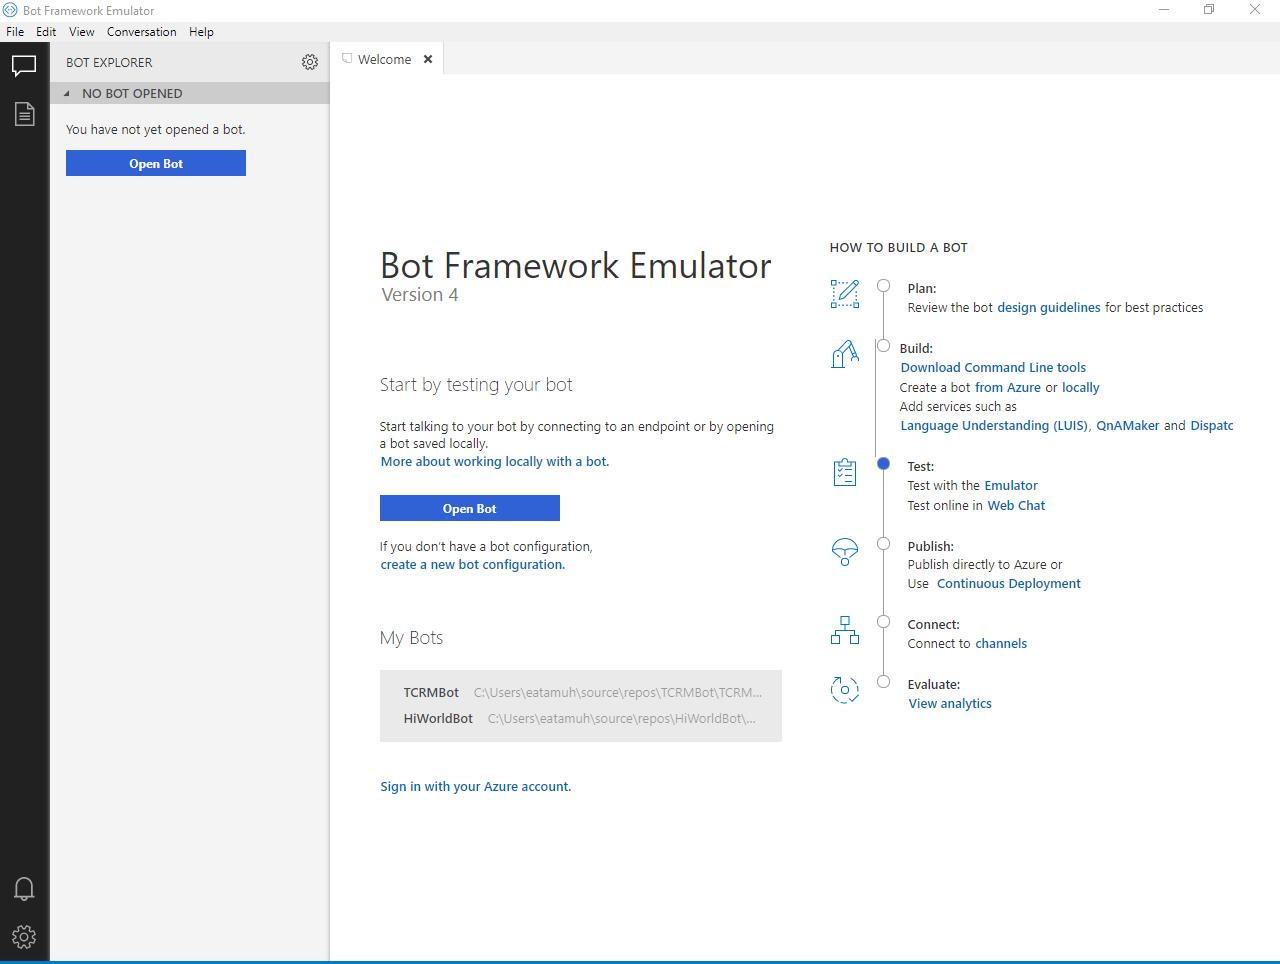 Bot Framework Emulator
File Edit View Conversation Help
BOT EXPLORER
NO BOT OPENED
You have not yet opened a bot.
Open Bot
Welcome
Bot Framework Emulator
Version 4
Start by testing your bot
Start talking to your bot by connecting to an endpoint or by opening
a bot saved locally.
More about working locally with a bot.
Open Bot
If you don't have a bot configuration,
create a new bot configuration.
My Bots
TCRMBot C:\Users\eatamuh\source\repos\TCRMBot\TCRM...
HiWorldBot C:\Users\eatamuh\source\repos\HiWorldBot\...
Sign in with your Azure account.
HOW TO BUILD A BOT
Plan:
Review the bot design guidelines for best practices
Build:
Download Command Line tools
Create a bot from Azure or locally
Add services such as
Language Understanding (LUIS), QnAMaker and Dispatc
Test:
Test with the Emulator
Test online in Web Chat
Publish:
Publish directly to Azure or
Use Continuous Deployment
Connect:
Connect to channels
Evaluate:
View analytics